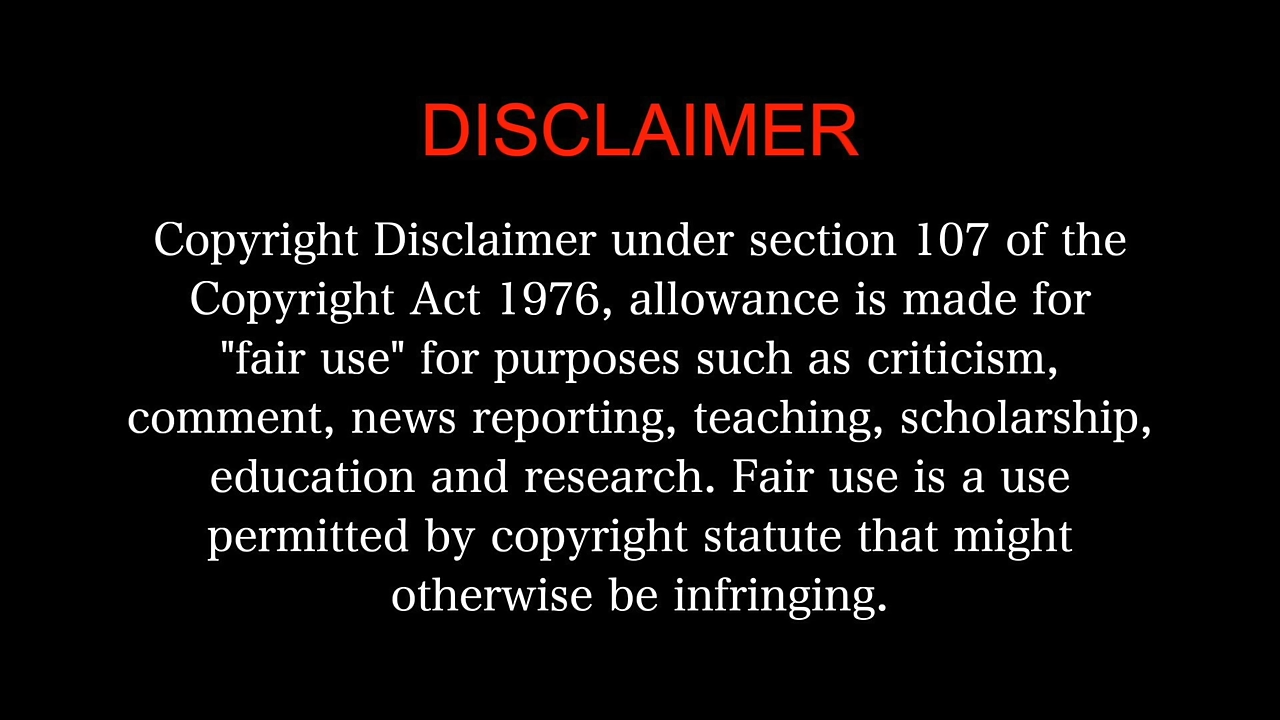 DISCLAIMER
Copyright Disclaimer under section 107 of the
Copyright Act 1976, allowance is made for
"fair use" for purposes such as criticism,
comment, news reporting, teaching, scholarship,
education and research. Fair use is a use
permitted by copyright statute that might
otherwise be infringing.